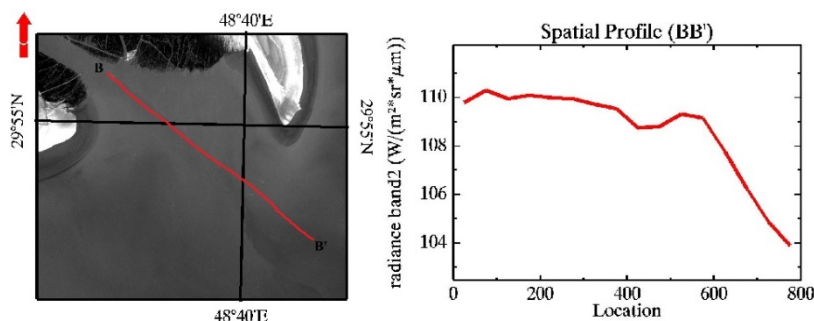 48°40'E
B
29°55'N
29°55'N
B'
48°40'E
Spatial Profile (BB')
radiance band2 (W/(m²*sr*μm))
110
108
106
104
0
200
400
600
800
Location